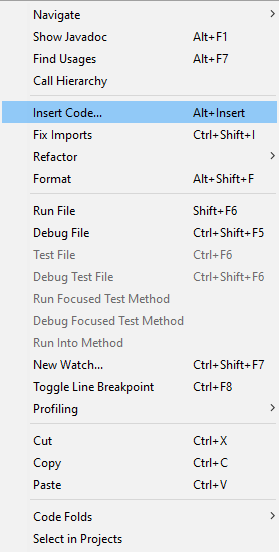 Navigate >
Show Javadoc Alt+F1
Find Usages Alt+F7
Call Hierarchy
Insert Code... Alt+Insert
Fix Imports Ctrl+Shift+I
Refactor >
Format Alt+Shift+F
Run File Shift+F6
Debug File Ctrl+Shift+F5
Test File Ctrl+F6
Debug Test File Ctrl+Shift+F6
Run Focused Test Method
Debug Focused Test Method
Run Into Method
New Watch... Ctrl+Shift+F7
Toggle Line Breakpoint Ctrl+F8
Profiling >
Cut Ctrl+X
Copy Ctrl+C
Paste Ctrl+V
Code Folds >
Select in Projects